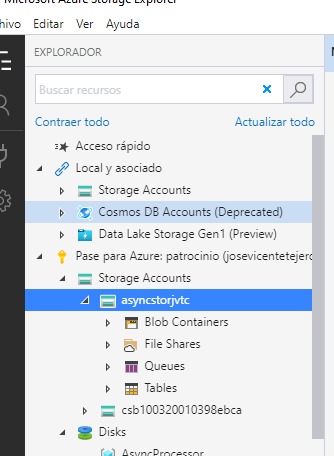 Microsoft Azure Storage Explorer
Editar Ver Ayuda
EXPLORADOR
Buscar recursos
Contraer todo Actualizar todo
Acceso rápido
Local y asociado
Storage Accounts
Cosmos DB Accounts (Deprecated)
Data Lake Storage Gen1 (Preview)
Pase para Azure: patrocinio (josevicentetejero
Storage Accounts
asyncstorjvtc
Blob Containers
File Shares
Queues
Tables
csb100320010398ebca
Disks
AsyncProcessor